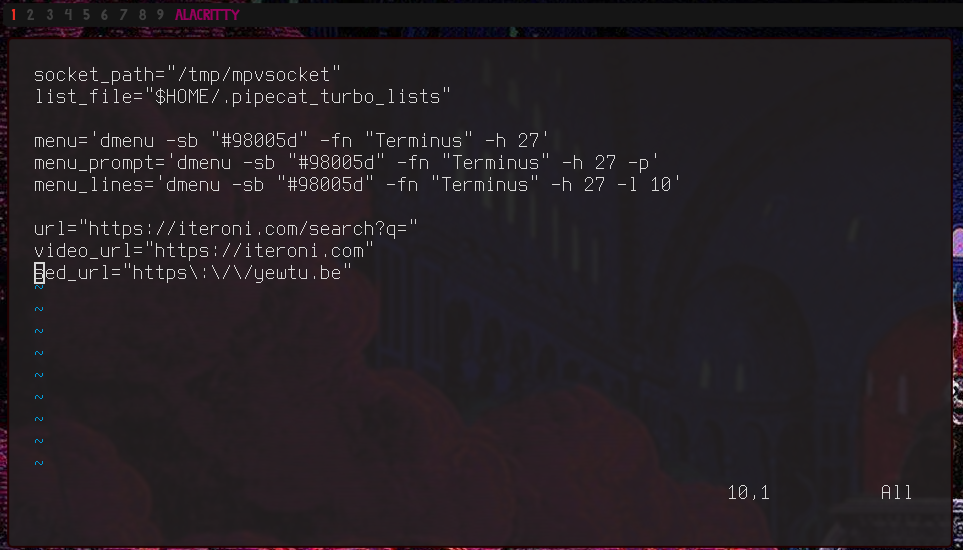 1 2 3 4 5 6 7 8 9 ALACRITTY
socket_path="/tmp/mpvsocket"
list_file="$HOME/.pipecat_turbo_lists"
menu='dmenu -sb "#98005d" -fn "Terminus" -h 27'
menu_prompt='dmenu -sb "#98005d" -fn "Terminus" -h 27 -p'
menu_lines='dmenu -sb "#98005d" -fn "Terminus" -h 27 -l 10'
url="https://iteroni.com/search?q="
video_url="https://iteroni.com"
sed_url="https\:\/\/yewtu.be"
~
~
~
~
~
~
~
~
~
10,1 All